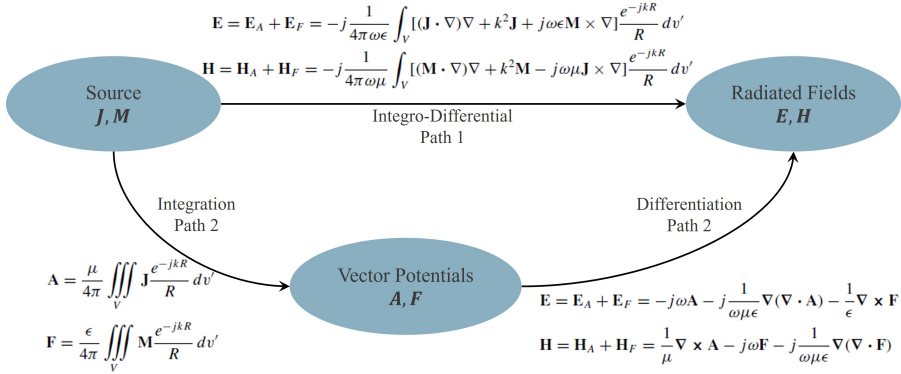 E = E_A + E_F = −j 1/(4πωϵ) ∫_V [(J · ∇)∇ + k²J + jωϵM × ∇] e^{−jkR}/R dv′
H = H_A + H_F = −j 1/(4πωμ) ∫_V [(M · ∇)∇ + k²M − jωμJ × ∇] e^{−jkR}/R dv′
Source
J, M
Integro-Differential
Path 1
Radiated Fields
E, H
Integration
Path 2
Differentiation
Path 2
A = μ/4π ∭_V J e^{−jkR}/R dv′
F = ϵ/4π ∭_V M e^{−jkR}/R dv′
Vector Potentials
A, F
E = E_A + E_F = −jωA − j 1/(ωμϵ) ∇(∇ · A) − 1/ϵ ∇ × F
H = H_A + H_F = 1/μ ∇ × A − jωF − j 1/(ωμϵ) ∇(∇ · F)